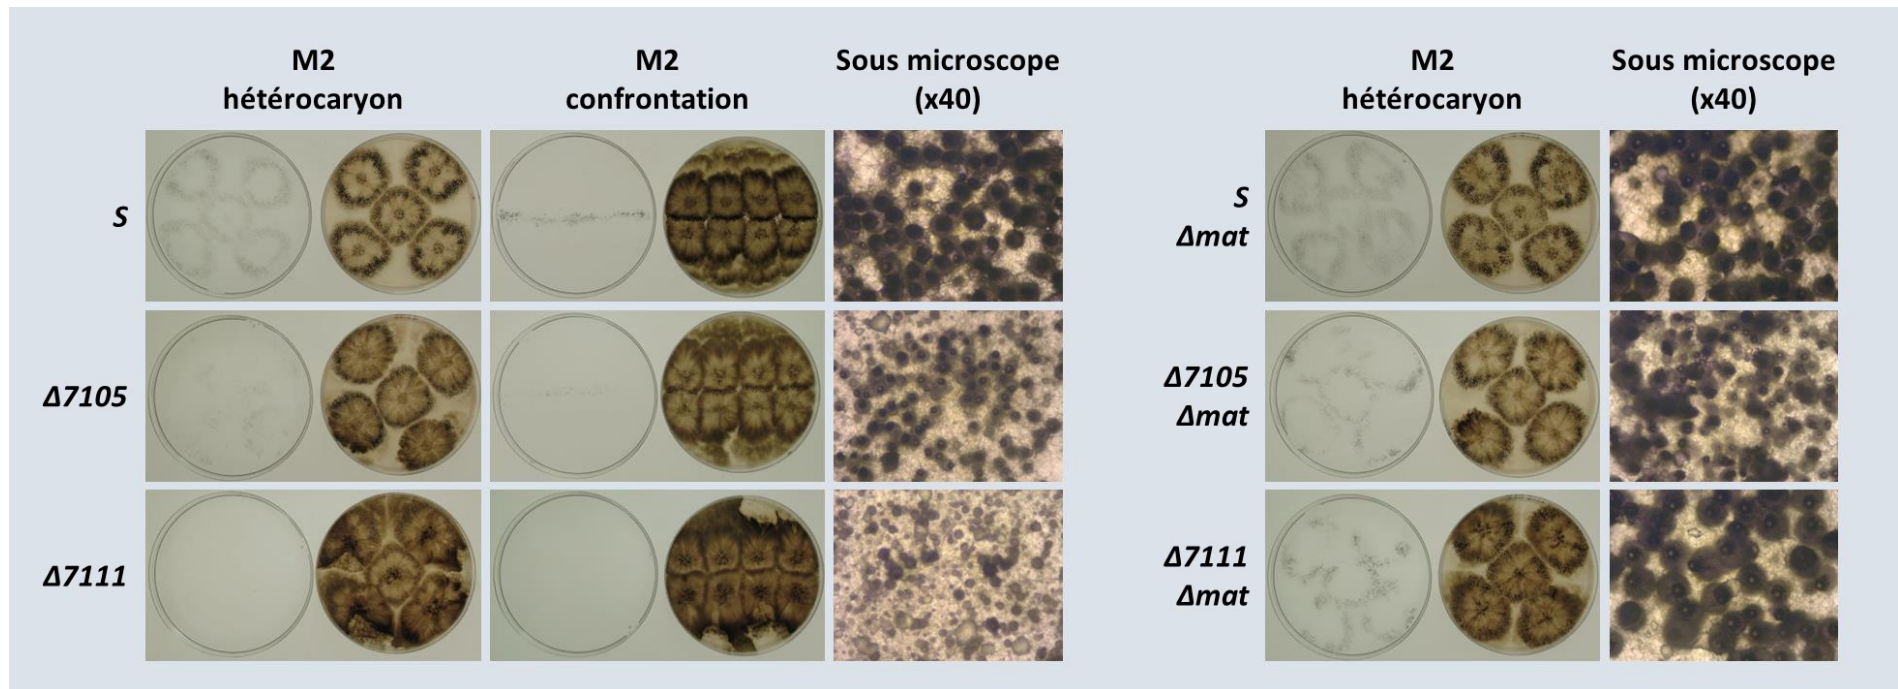 M2
hétérocaryon
M2
confrontation
Sous microscope
(x40)
M2
hétérocaryon
Sous microscope
(x40)
S
S
Δmat
Δ7105
Δ7105
Δmat
Δ7111
Δ7111
Δmat